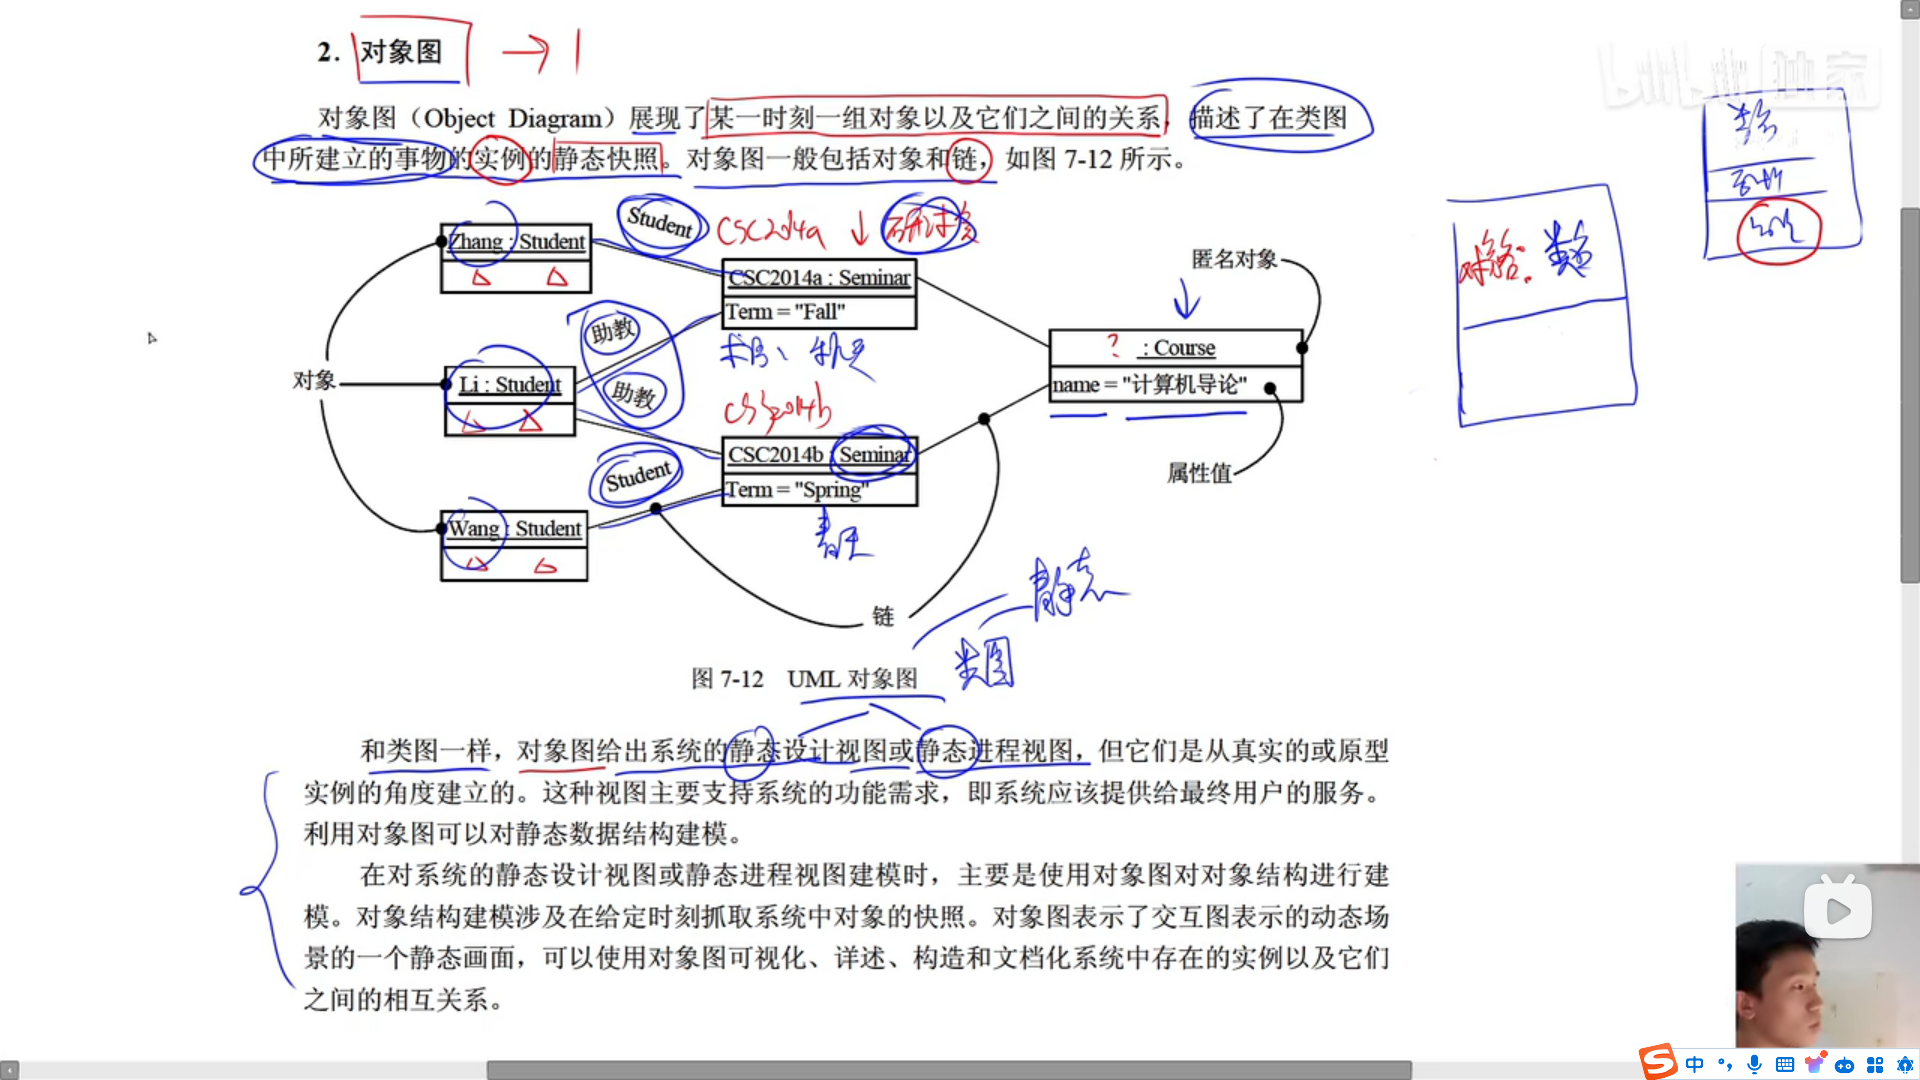 2. 对象图
bilibili 独家
对象图（Object Diagram）展现了某一时刻一组对象以及它们之间的关系，描述了在类图
中所建立的事物的实例的静态快照。对象图一般包括对象和链，如图 7-12 所示。
类名
对象名：类名
Student
CSC2014a ↓ 研讨会
Zhang : Student
CSC2014a : Seminar
Term = "Fall"
匿名对象
助教
? : Course
name = "计算机导论"
对象
Li : Student
助教
CSC2014b
CSC2014b : Seminar
Term = "Spring"
Student
属性值
Wang : Student
链
静态
类图
图 7-12 UML 对象图
和类图一样，对象图给出系统的静态设计视图或静态进程视图，但它们是从真实的或原型
实例的角度建立的。这种视图主要支持系统的功能需求，即系统应该提供给最终用户的服务。
利用对象图可以对静态数据结构建模。
在对系统的静态设计视图或静态进程视图建模时，主要是使用对象图对对象结构进行建
模。对象结构建模涉及在给定时刻抓取系统中对象的快照。对象图表示了交互图表示的动态场
景的一个静态画面，可以使用对象图可视化、详述、构造和文档化系统中存在的实例以及它们
之间的相互关系。
中